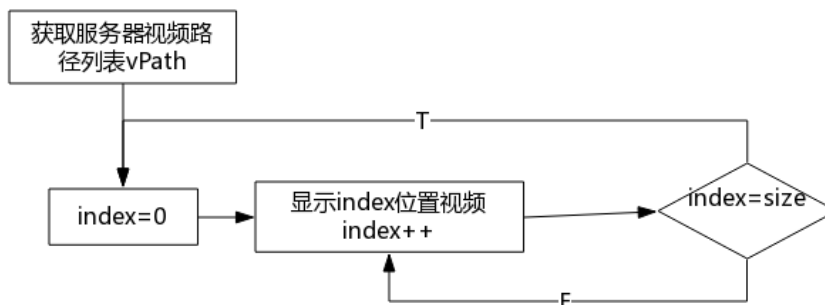 获取服务器视频路
径列表vPath
T
index=0
显示index位置视频
index++
index=size
F